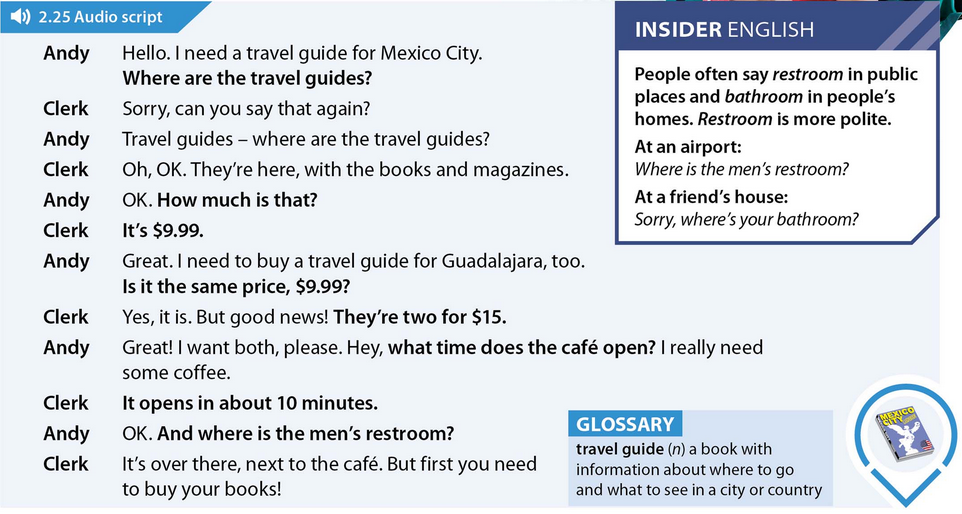 2.25 Audio script
Andy Hello. I need a travel guide for Mexico City.
Where are the travel guides?
Clerk Sorry, can you say that again?
Andy Travel guides – where are the travel guides?
Clerk Oh, OK. They’re here, with the books and magazines.
Andy OK. How much is that?
Clerk It’s $9.99.
Andy Great. I need to buy a travel guide for Guadalajara, too.
Is it the same price, $9.99?
Clerk Yes, it is. But good news! They’re two for $15.
Andy Great! I want both, please. Hey, what time does the café open? I really need
some coffee.
Clerk It opens in about 10 minutes.
Andy OK. And where is the men’s restroom?
Clerk It’s over there, next to the café. But first you need
to buy your books!
INSIDER ENGLISH
People often say restroom in public
places and bathroom in people’s
homes. Restroom is more polite.
At an airport:
Where is the men’s restroom?
At a friend’s house:
Sorry, where’s your bathroom?
GLOSSARY
travel guide (n) a book with
information about where to go
and what to see in a city or country
MEXICO
CITY